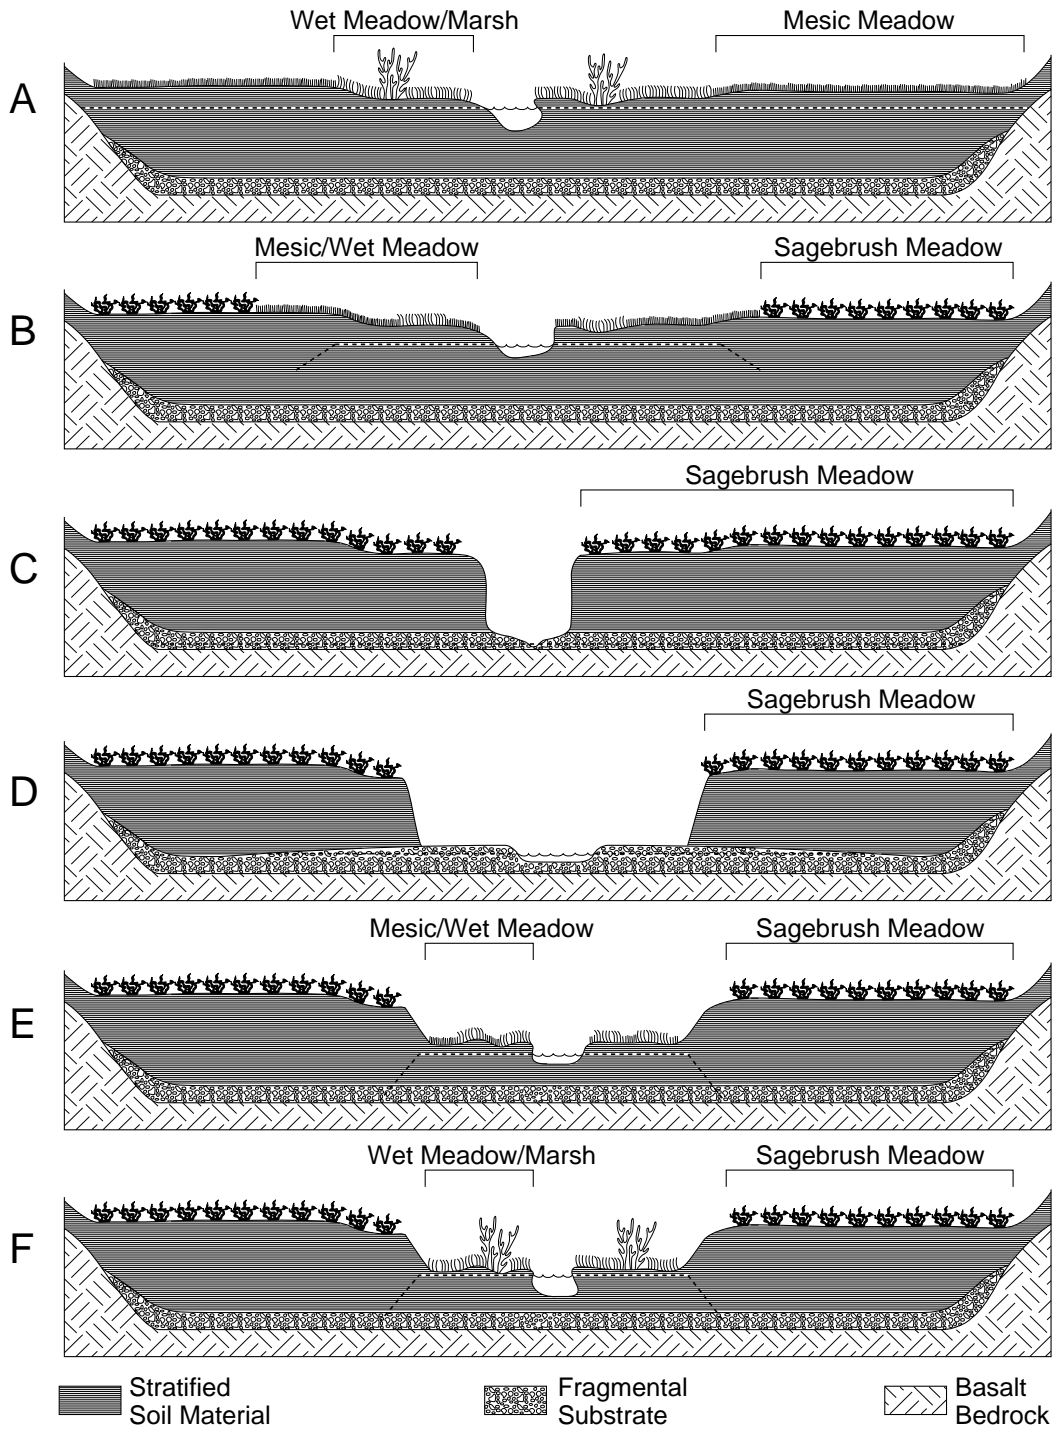 Wet Meadow/Marsh
Mesic Meadow
A
Mesic/Wet Meadow
Sagebrush Meadow
B
Sagebrush Meadow
C
Sagebrush Meadow
D
Mesic/Wet Meadow
Sagebrush Meadow
E
Wet Meadow/Marsh
Sagebrush Meadow
F
Stratified
Soil Material
Fragmental
Substrate
Basalt
Bedrock